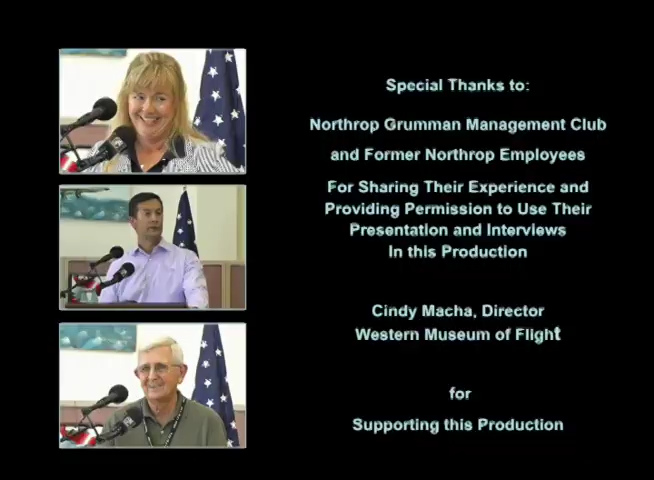 Special Thanks to:
Northrop Grumman Management Club
and Former Northrop Employees
For Sharing Their Experience and
Providing Permission to Use Their
Presentation and Interviews
In this Production
Cindy Macha, Director
Western Museum of Flight
for
Supporting this Production